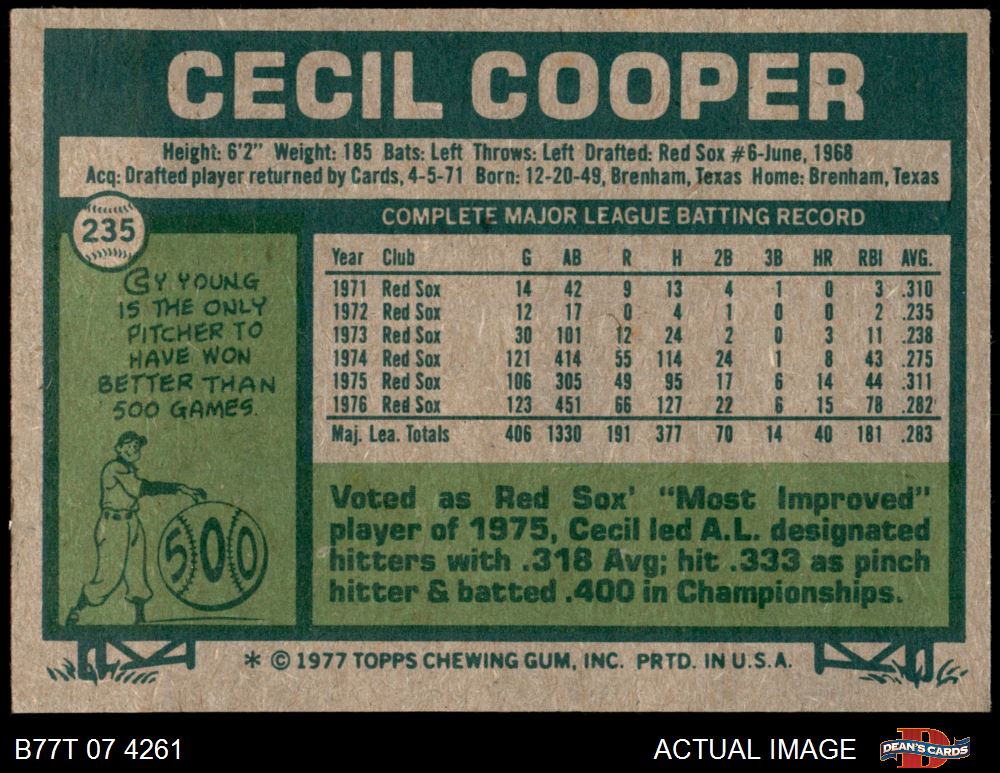 CECIL COOPER
Height: 6'2" Weight: 185 Bats: Left Throws: Left Drafted: Red Sox #6-June, 1968
Acq: Drafted player returned by Cards, 4-5-71 Born: 12-20-49, Brenham, Texas Home: Brenham, Texas
235
CY YOUNG
IS THE ONLY
PITCHER TO
HAVE WON
BETTER THAN
500 GAMES.
500
COMPLETE MAJOR LEAGUE BATTING RECORD
Year Club G AB R H 2B 3B HR RBI AVG.
1971 Red Sox 14 42 9 13 4 1 0 3 .310
1972 Red Sox 12 17 0 4 1 0 0 2 .235
1973 Red Sox 30 101 12 24 2 0 3 11 .238
1974 Red Sox 121 414 55 114 24 1 8 43 .275
1975 Red Sox 106 305 49 95 17 6 14 44 .311
1976 Red Sox 123 451 66 127 22 6 15 78 .282
Maj. Lea. Totals 406 1330 191 377 70 14 40 181 .283
Voted as Red Sox' "Most Improved"
player of 1975, Cecil led A.L. designated
hitters with .318 Avg; hit .333 as pinch
hitter & batted .400 in Championships.
* © 1977 TOPPS CHEWING GUM, INC. PRTD. IN U.S.A.
B77T 07 4261
ACTUAL IMAGE
DEAN'S CARDS